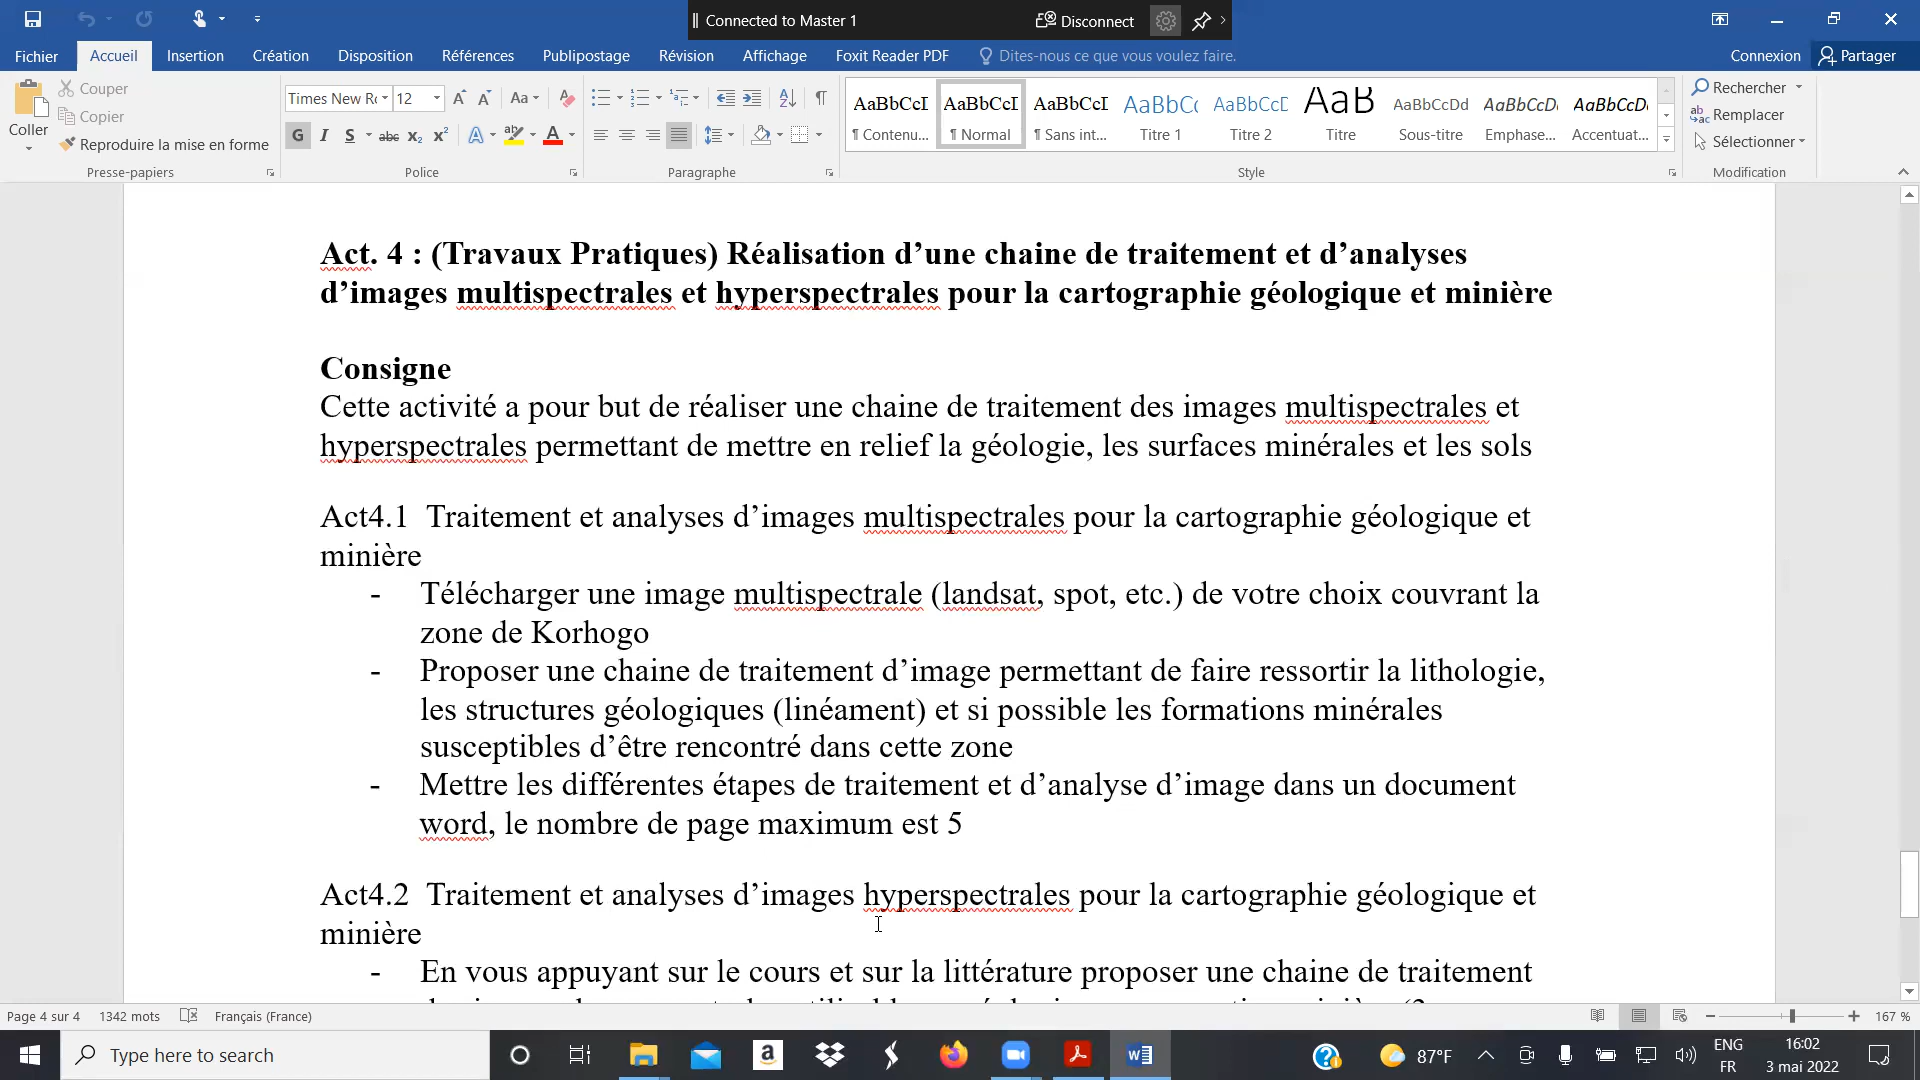 Connected to Master 1
Disconnect
Fichier Accueil Insertion Création Disposition Références Publipostage Révision Affichage Foxit Reader PDF Dites-nous ce que vous voulez faire. Connexion Partager
Coller
Couper
Copier
Reproduire la mise en forme
Presse-papiers
Times New Ro 12
Police
Paragraphe
AaBbCcI AaBbCcI AaBbCcI AaBbCc AaBbCcD AaB AaBbCcDd AaBbCcDt AaBbCcDt
¶ Contenu... ¶ Normal ¶ Sans int... Titre 1 Titre 2 Titre Sous-titre Emphase... Accentuat...
Style
Rechercher
Remplacer
Sélectionner
Modification
Act. 4 : (Travaux Pratiques) Réalisation d’une chaine de traitement et d’analyses
d’images multispectrales et hyperspectrales pour la cartographie géologique et minière
Consigne
Cette activité a pour but de réaliser une chaine de traitement des images multispectrales et
hyperspectrales permettant de mettre en relief la géologie, les surfaces minérales et les sols
Act4.1 Traitement et analyses d’images multispectrales pour la cartographie géologique et
minière
- Télécharger une image multispectrale (landsat, spot, etc.) de votre choix couvrant la
zone de Korhogo
- Proposer une chaine de traitement d’image permettant de faire ressortir la lithologie,
les structures géologiques (linéament) et si possible les formations minérales
susceptibles d’être rencontré dans cette zone
- Mettre les différentes étapes de traitement et d’analyse d’image dans un document
word, le nombre de page maximum est 5
Act4.2 Traitement et analyses d’images hyperspectrales pour la cartographie géologique et
minière
- En vous appuyant sur le cours et sur la littérature proposer une chaine de traitement
Page 4 sur 4 1342 mots Français (France) 167 %
Type here to search
87°F
ENG
FR
16:02
3 mai 2022